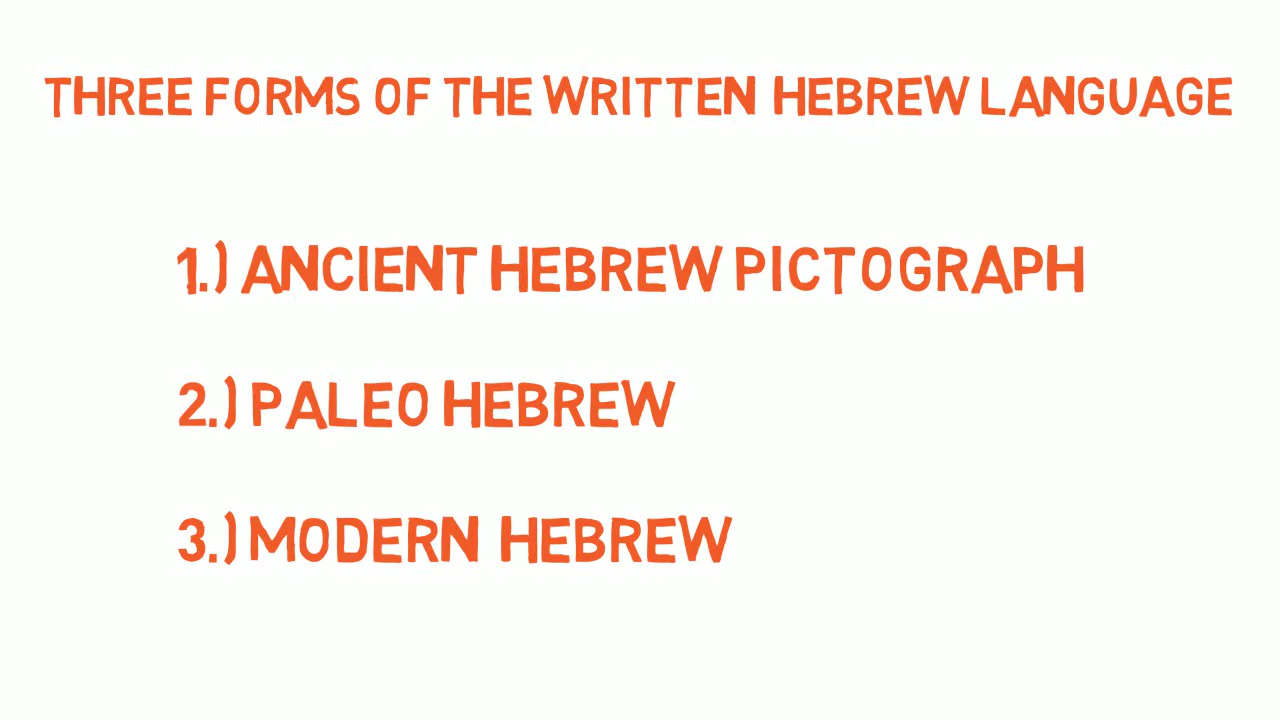 THREE FORMS OF THE WRITTEN HEBREW LANGUAGE
1.) ANCIENT HEBREW PICTOGRAPH
2.) PALEO HEBREW
3.) MODERN HEBREW